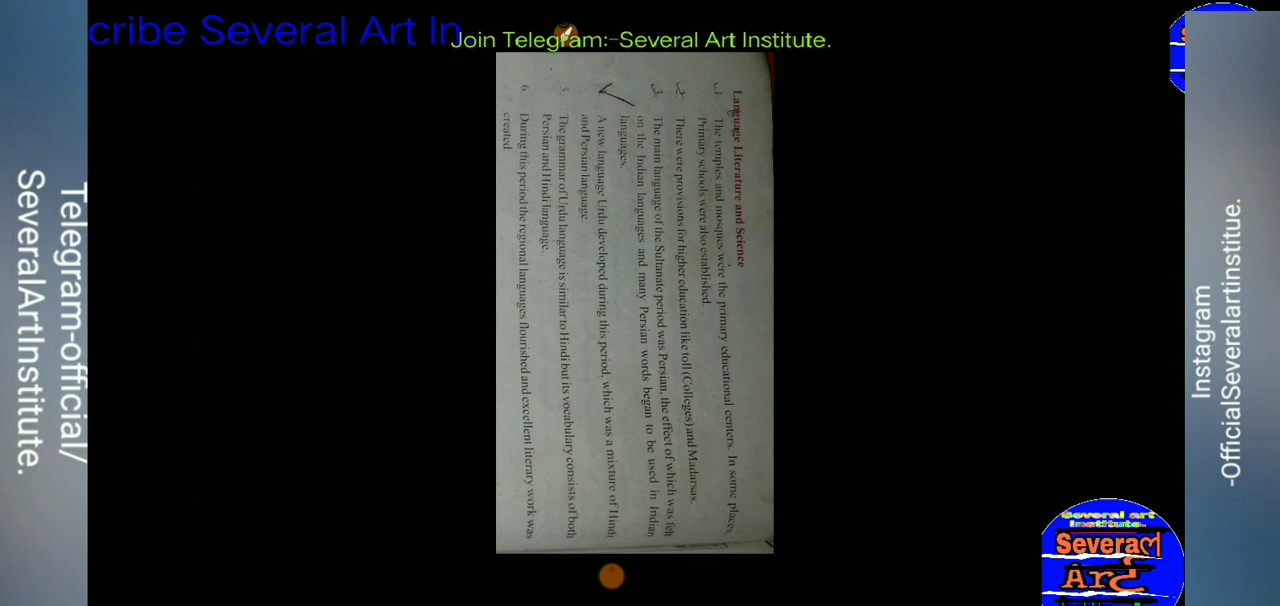 cribe Several Art In
Join Telegram:-Several Art Institute.
Telegram-official/
SeveralArtInstitute.
Language Literature and Science
1. The temples and mosques were the primary educational centers. In some places,
Primary schools were also established.
2. There were provisions for higher education like toll (Colleges) and Madarsas.
3. The main language of the Sultanate period was Persian, the effect of which was felt
on the Indian languages and many Persian words began to be used in Indian
languages.
A new language Urdu developed during this period, which was a mixture of Hindi
and Persian language.
5. The grammar of Urdu language is similar to Hindi but its vocabulary consists of both
Persian and Hindi language.
6. During this period the regional languages flourished and excellent literary work was
created.
Instagram
-OfficialSeveralartinstitue.
Several art
institute.
Several
Art